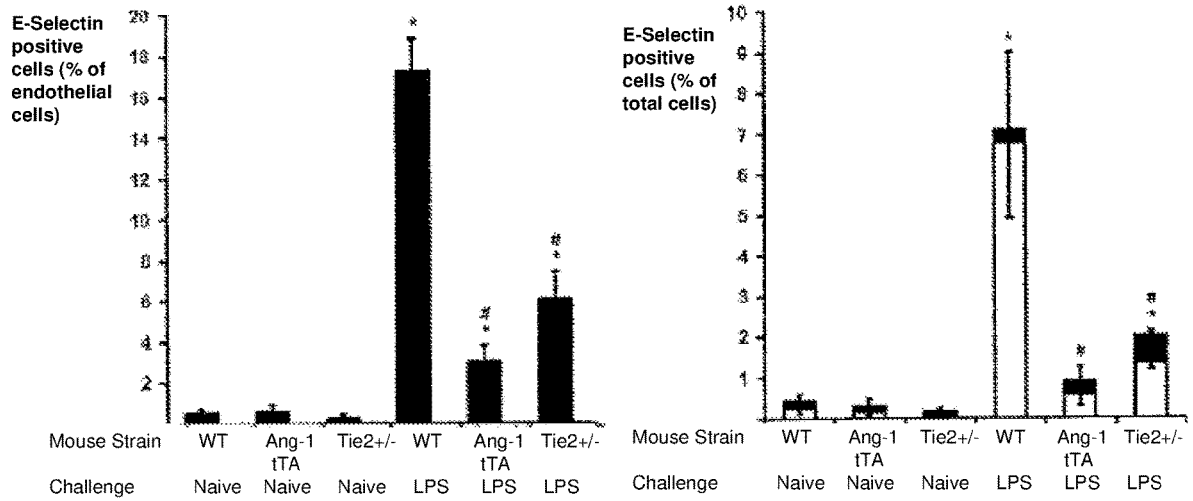 E-Selectin
positive
cells (% of
endothelial
cells)
20
18
16
14
12
10
8
6
4
2
*
#
*
#
*
Mouse Strain WT Ang-1 Tie2+/- WT Ang-1 Tie2+/-
tTA tTA
Challenge Naive Naive Naive LPS LPS LPS
E-Selectin
positive
cells (% of
total cells)
10
9
8
7
6
5
4
3
2
1
*
#
*
Mouse Strain WT Ang-1 Tie2+/- WT Ang-1 Tie2+/-
tTA tTA
Challenge Naive Naive Naive LPS LPS LPS